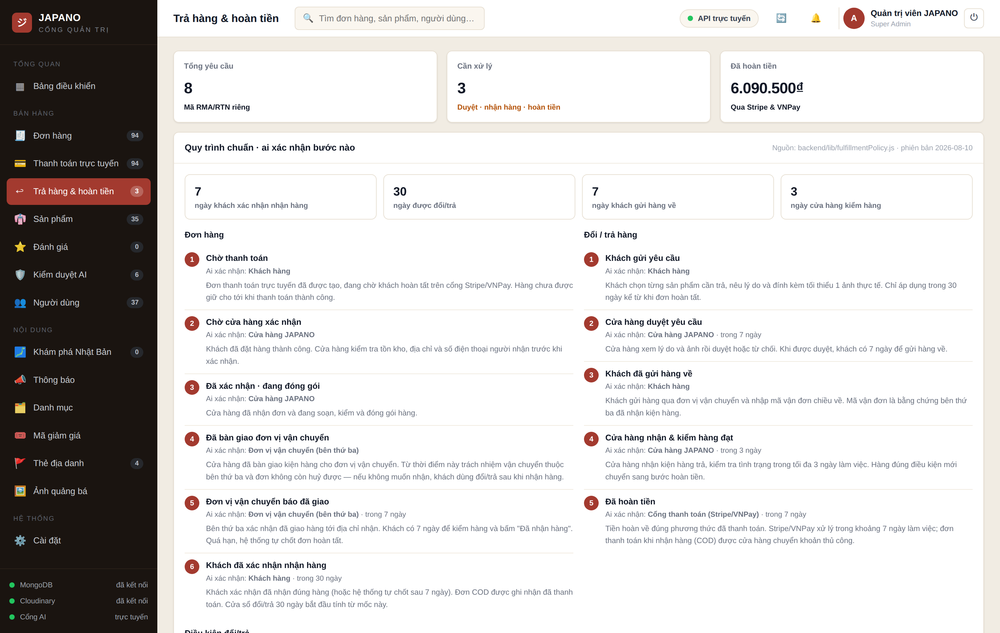 ジ
JAPANO
CỔNG QUẢN TRỊ
TỔNG QUAN
Bảng điều khiển
BÁN HÀNG
Đơn hàng 94
Thanh toán trực tuyến 94
Trả hàng & hoàn tiền 3
Sản phẩm 35
Đánh giá 0
Kiểm duyệt AI 6
Người dùng 37
NỘI DUNG
Khám phá Nhật Bản 0
Thông báo
Danh mục
Mã giảm giá
Thẻ địa danh 4
Ảnh quảng bá
HỆ THỐNG
Cài đặt
MongoDB đã kết nối
Cloudinary đã kết nối
Cổng AI trực tuyến
Trả hàng & hoàn tiền
Tìm đơn hàng, sản phẩm, người dùng…
API trực tuyến
A
Quản trị viên JAPANO
Super Admin
Tổng yêu cầu
8
Mã RMA/RTN riêng
Cần xử lý
3
Duyệt · nhận hàng · hoàn tiền
Đã hoàn tiền
6.090.500₫
Qua Stripe & VNPay
Quy trình chuẩn · ai xác nhận bước nào
Nguồn: backend/lib/fulfillmentPolicy.js · phiên bản 2026-08-10
7
ngày khách xác nhận nhận hàng
30
ngày được đổi/trả
7
ngày khách gửi hàng về
3
ngày cửa hàng kiểm hàng
Đơn hàng
1
Chờ thanh toán
Ai xác nhận: Khách hàng
Đơn thanh toán trực tuyến đã được tạo, đang chờ khách hoàn tất trên cổng Stripe/VNPay. Hàng chưa được
giữ cho tới khi thanh toán thành công.
2
Chờ cửa hàng xác nhận
Ai xác nhận: Cửa hàng JAPANO
Khách đã đặt hàng thành công. Cửa hàng kiểm tra tồn kho, địa chỉ và số điện thoại người nhận trước khi
xác nhận.
3
Đã xác nhận · đang đóng gói
Ai xác nhận: Cửa hàng JAPANO
Cửa hàng đã nhận đơn và đang soạn, kiểm và đóng gói hàng.
4
Đã bàn giao đơn vị vận chuyển
Ai xác nhận: Đơn vị vận chuyển (bên thứ ba)
Cửa hàng đã bàn giao kiện hàng cho đơn vị vận chuyển. Từ thời điểm này trách nhiệm vận chuyển thuộc
bên thứ ba và đơn không còn huỷ được — nếu không muốn nhận, khách dùng đổi/trả sau khi nhận hàng.
5
Đơn vị vận chuyển báo đã giao
Ai xác nhận: Đơn vị vận chuyển (bên thứ ba) · trong 7 ngày
Bên thứ ba xác nhận đã giao hàng tới địa chỉ nhận. Khách có 7 ngày để kiểm hàng và bấm "Đã nhận hàng".
Quá hạn, hệ thống tự chốt đơn hoàn tất.
6
Khách đã xác nhận nhận hàng
Ai xác nhận: Khách hàng · trong 30 ngày
Khách xác nhận đã nhận đúng hàng (hoặc hệ thống tự chốt sau 7 ngày). Đơn COD được ghi nhận đã thanh
toán. Cửa sổ đổi/trả 30 ngày bắt đầu tính từ mốc này.
Đổi / trả hàng
1
Khách gửi yêu cầu
Ai xác nhận: Khách hàng
Khách chọn từng sản phẩm cần trả, nêu lý do và đính kèm tối thiểu 1 ảnh thực tế. Chỉ áp dụng trong 30
ngày kể từ khi đơn hoàn tất.
2
Cửa hàng duyệt yêu cầu
Ai xác nhận: Cửa hàng JAPANO · trong 7 ngày
Cửa hàng xem lý do và ảnh rồi duyệt hoặc từ chối. Khi được duyệt, khách có 7 ngày để gửi hàng về.
3
Khách đã gửi hàng về
Ai xác nhận: Khách hàng
Khách gửi hàng qua đơn vị vận chuyển và nhập mã vận đơn chiều về. Mã vận đơn là bằng chứng bên thứ
ba đã nhận kiện hàng.
4
Cửa hàng nhận & kiểm hàng đạt
Ai xác nhận: Cửa hàng JAPANO · trong 3 ngày
Cửa hàng nhận kiện hàng trả, kiểm tra tình trạng trong tối đa 3 ngày làm việc. Hàng đúng điều kiện mới
chuyển sang bước hoàn tiền.
5
Đã hoàn tiền
Ai xác nhận: Cổng thanh toán (Stripe/VNPay) · trong 7 ngày
Tiền hoàn về đúng phương thức đã thanh toán. Stripe/VNPay xử lý trong khoảng 7 ngày làm việc; đơn
thanh toán khi nhận hàng (COD) được cửa hàng chuyển khoản thủ công.
Điều kiện đổi/trả